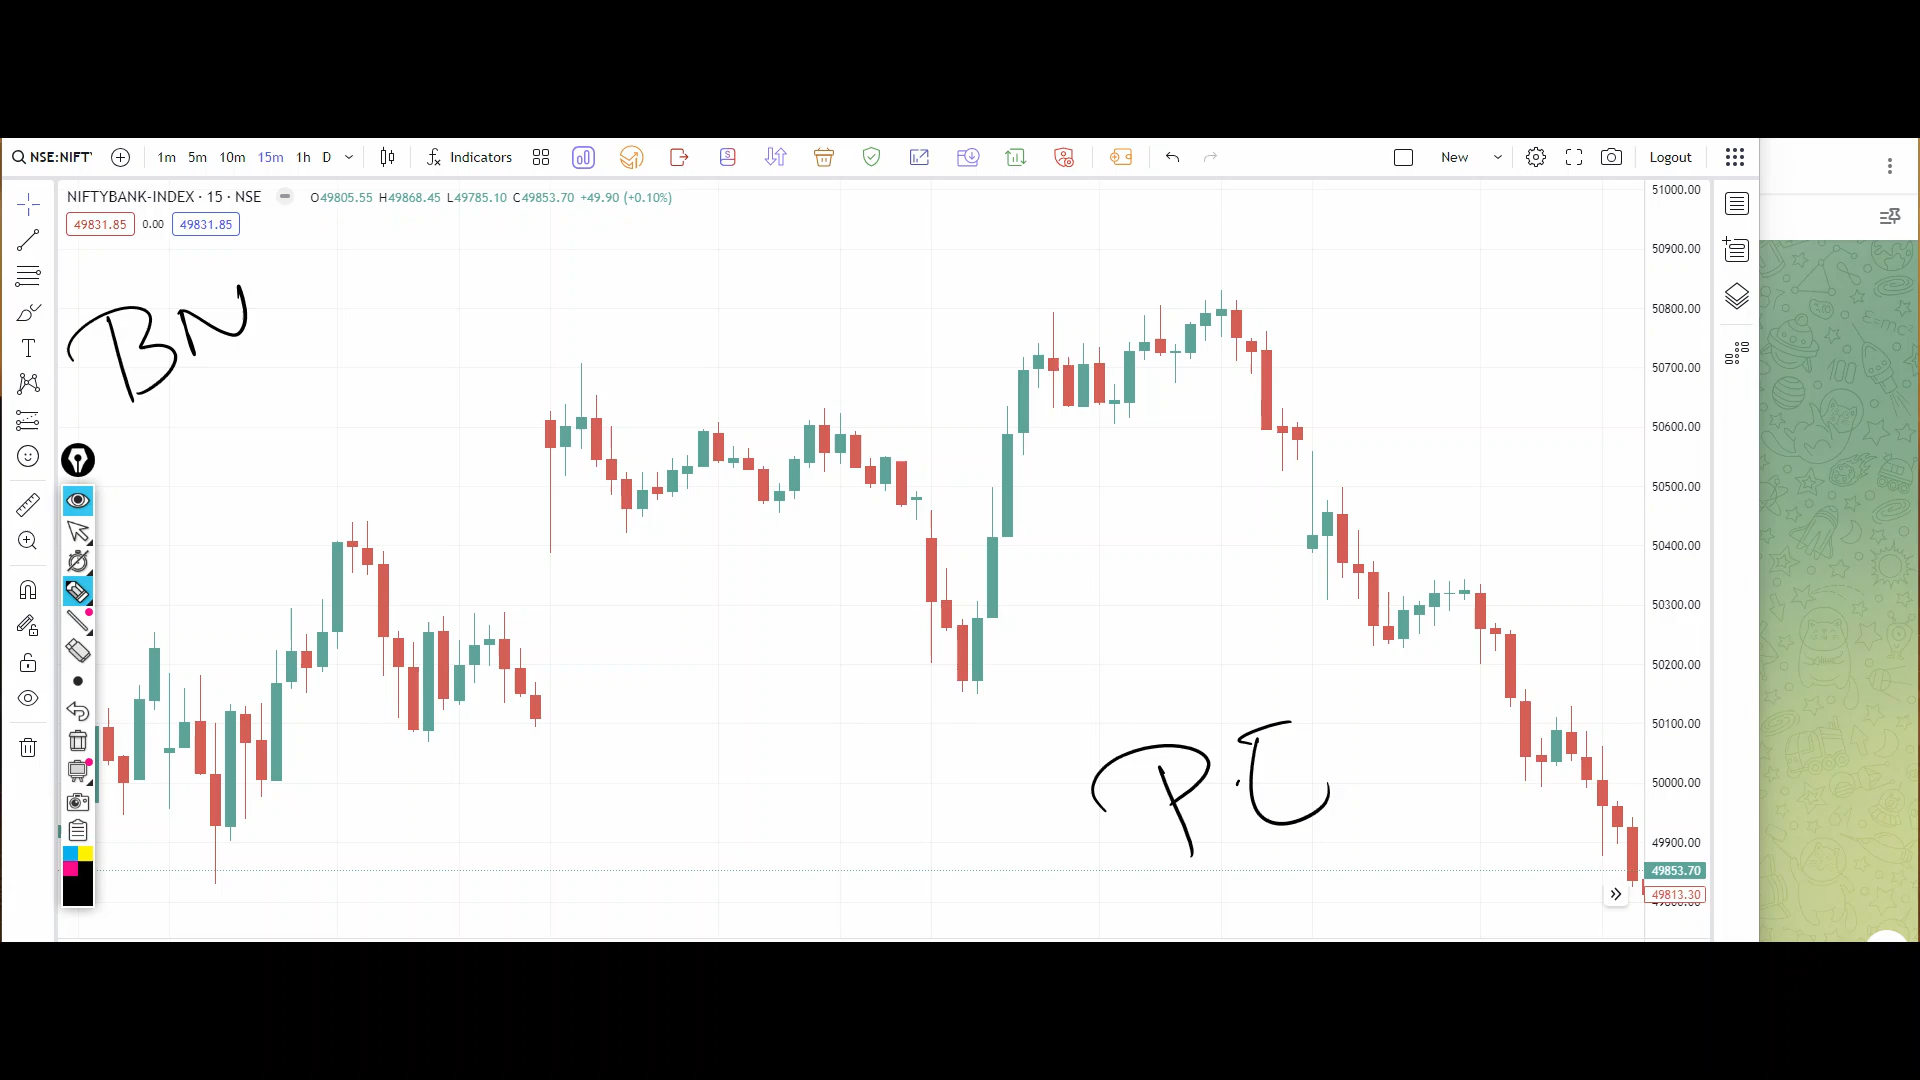 NSE:NIFT
1m 5m 10m 15m 1h D Indicators New Logout
NIFTYBANK-INDEX · 15 · NSE O49805.55 H49868.45 L49785.10 C49853.70 +49.90 (+0.10%)
49831.85 0.00 49831.85
BN
P.E
51000.00
50900.00
50800.00
50700.00
50600.00
50500.00
50400.00
50300.00
50200.00
50100.00
50000.00
49900.00
49853.70
49813.30